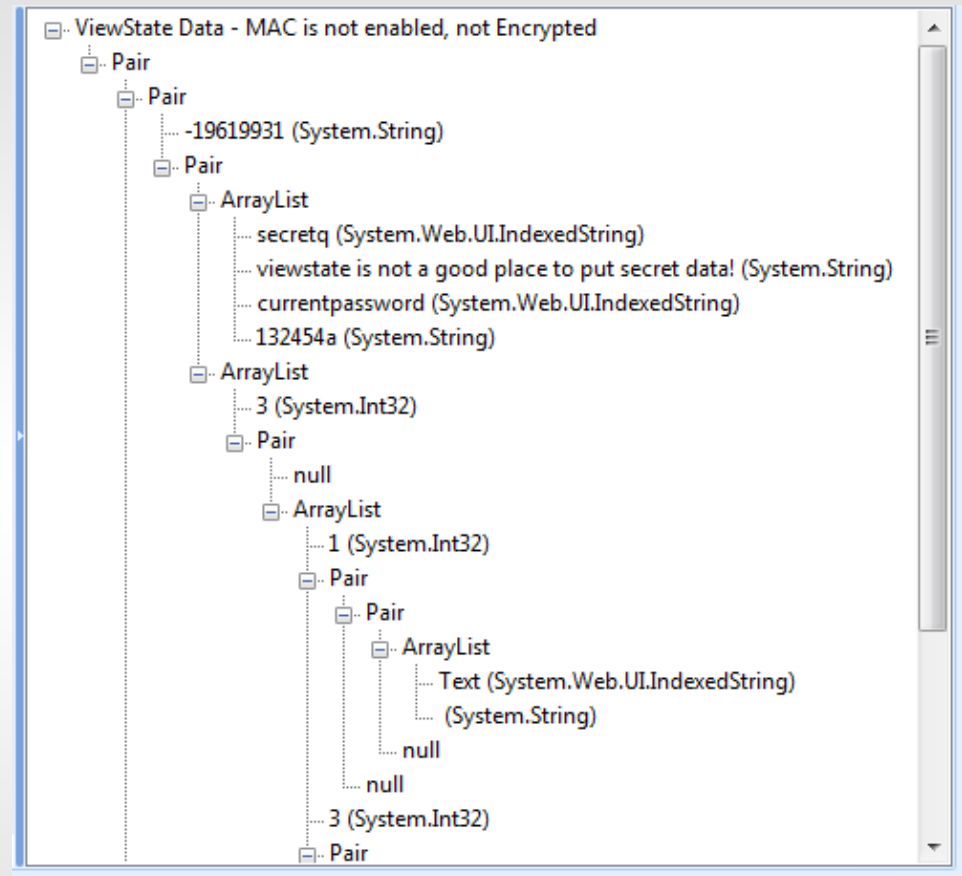 ViewState Data - MAC is not enabled, not Encrypted
Pair
Pair
-19619931 (System.String)
Pair
ArrayList
secretq (System.Web.UI.IndexedString)
viewstate is not a good place to put secret data! (System.String)
currentpassword (System.Web.UI.IndexedString)
132454a (System.String)
ArrayList
3 (System.Int32)
Pair
null
ArrayList
1 (System.Int32)
Pair
Pair
ArrayList
Text (System.Web.UI.IndexedString)
(System.String)
null
null
3 (System.Int32)
Pair